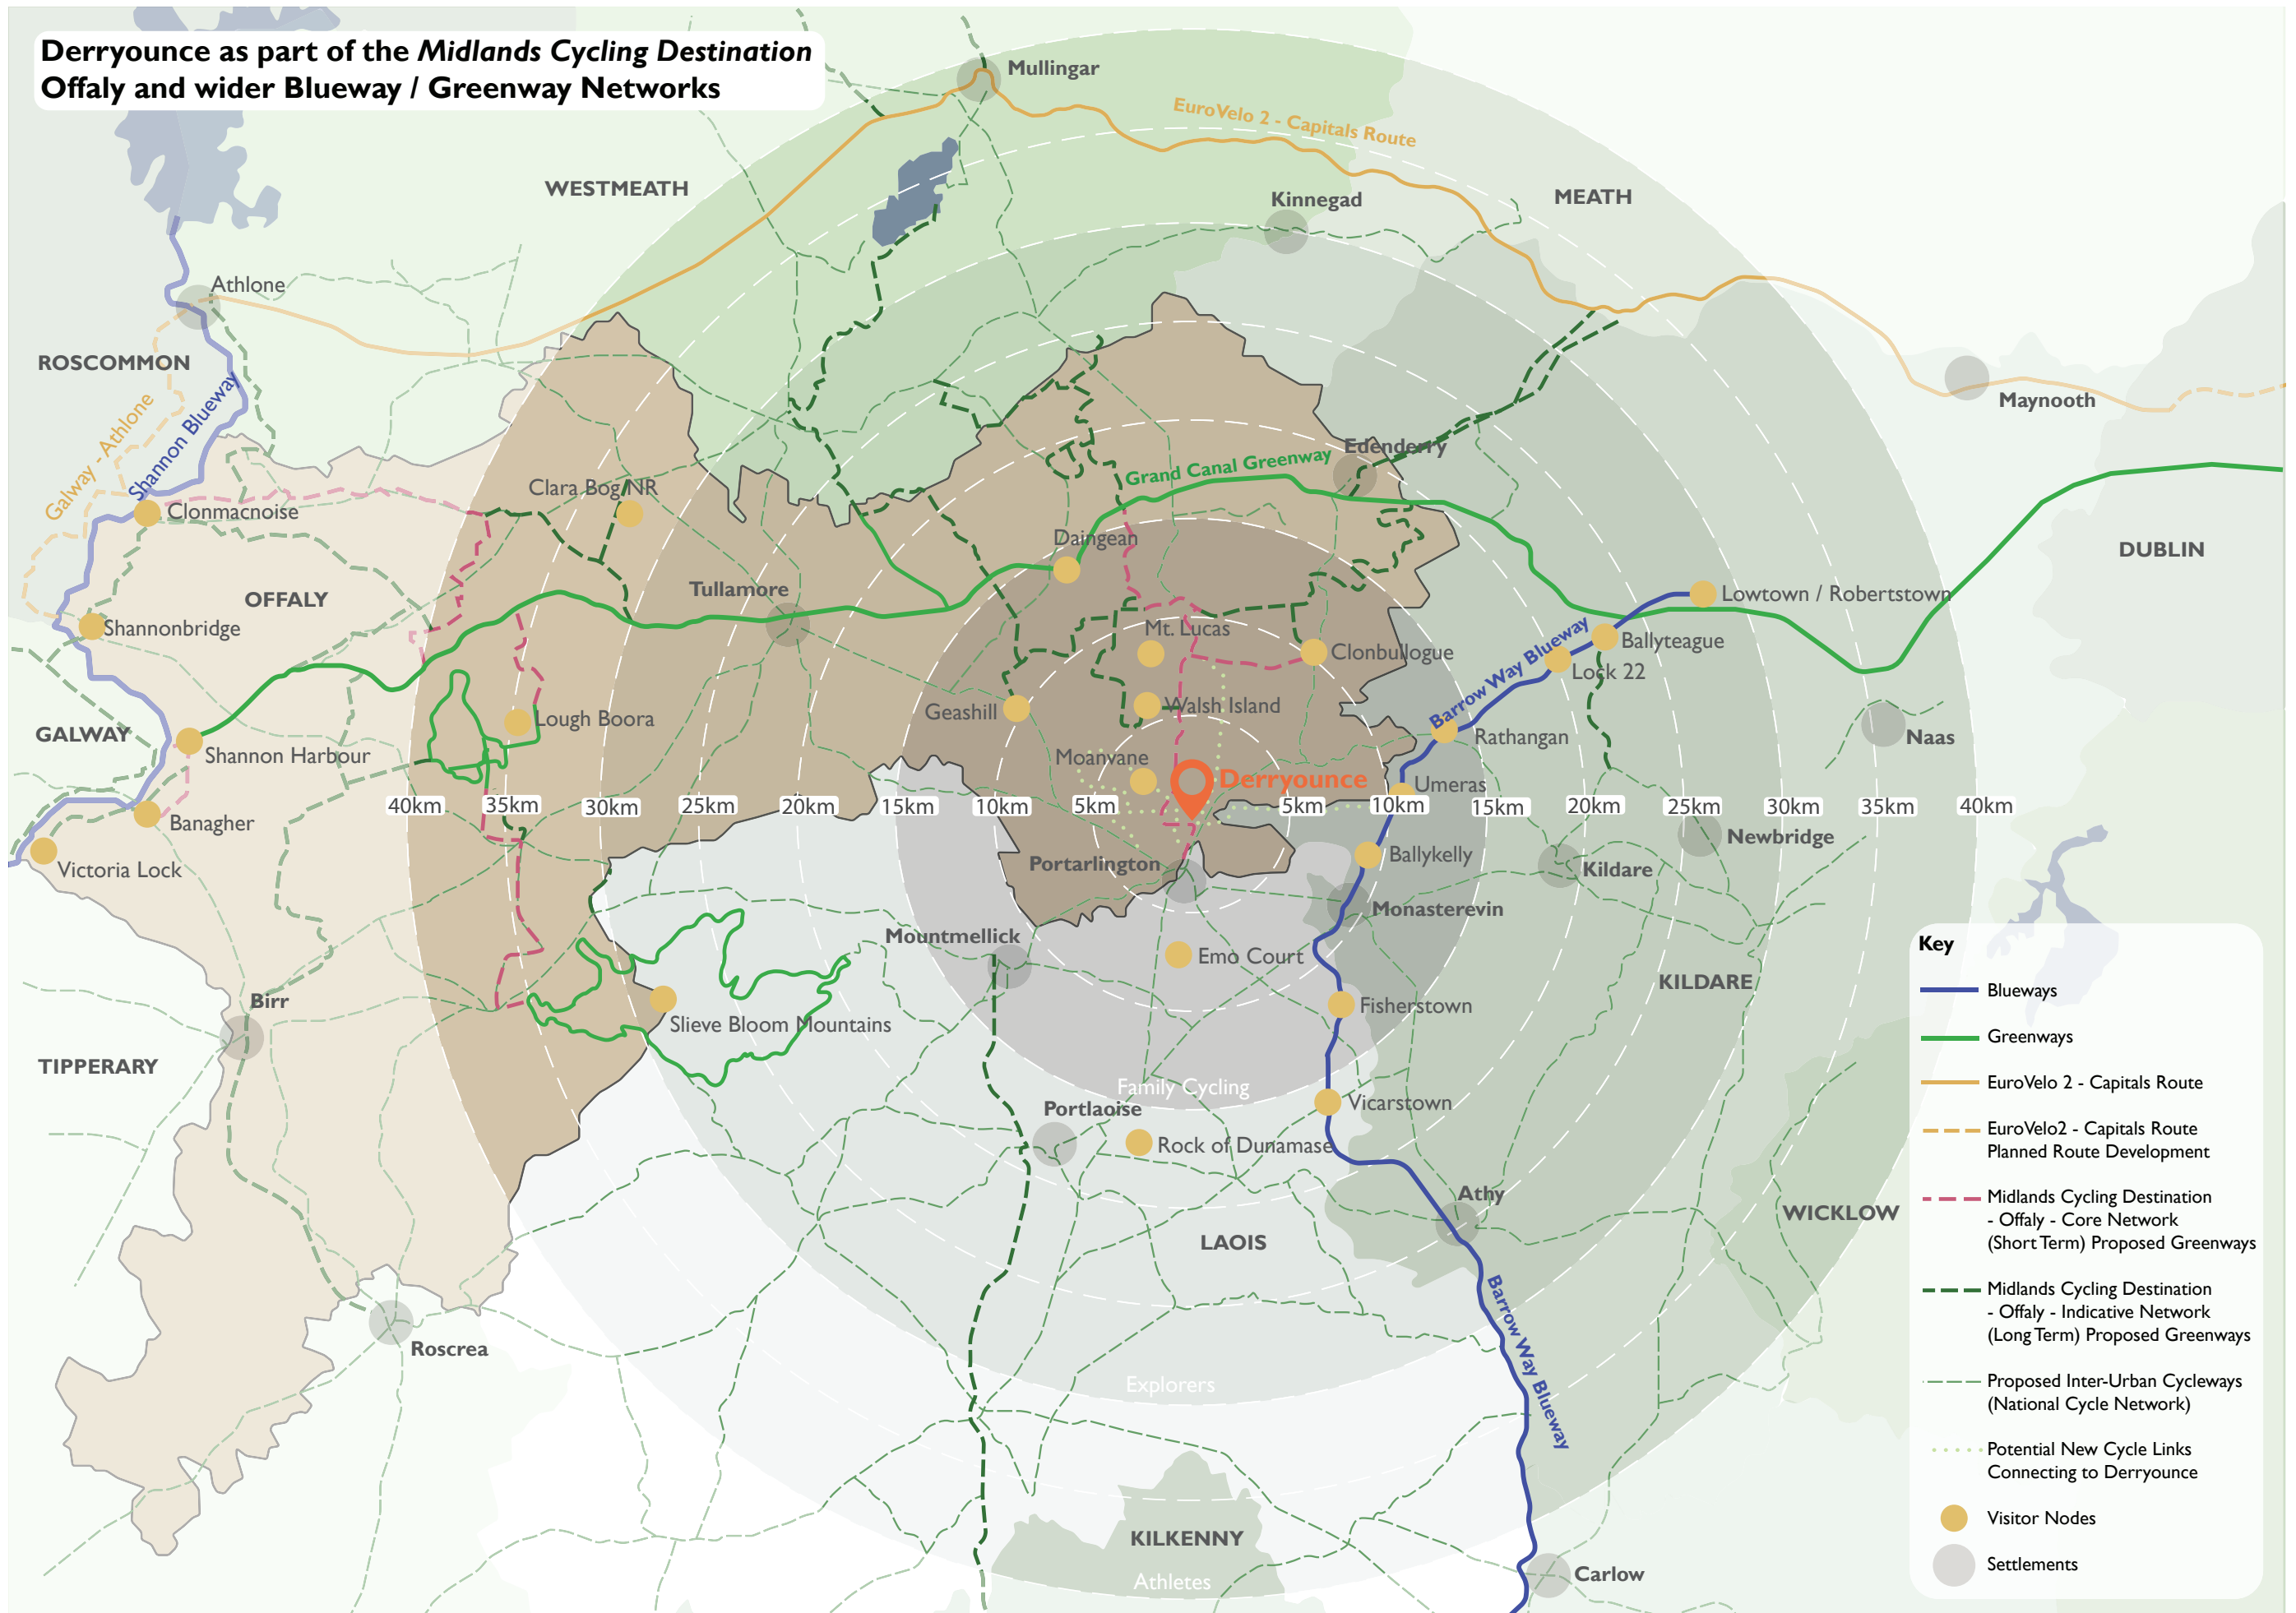 Derryounce as part of the Midlands Cycling Destination
Offaly and wider Blueway / Greenway Networks
Mullingar
EuroVelo 2 - Capitals Route
WESTMEATH
MEATH
Kinnegad
Athlone
ROSCOMMON
Galway - Athlone
Shannon Blueway
Maynooth
Edenderry
Grand Canal Greenway
Clara Bog NR
Clonmacnoise
Daingean
DUBLIN
Tullamore
OFFALY
Lowtown / Robertstown
Shannonbridge
Mt. Lucas
Ballyteague
Clonbullogue
Barrow Way Blueway
Lock 22
Geashill
Walsh Island
Lough Boora
GALWAY
Rathangan
Naas
Shannon Harbour
Moanvane
Derryounce
Umeras
40km
35km
30km
25km
20km
15km
10km
5km
5km
10km
15km
20km
25km
30km
35km
40km
Banagher
Newbridge
Victoria Lock
Portarlington
Ballykelly
Kildare
Monasterevin
Mountmellick
Emo Court
KILDARE
Birr
Fisherstown
Slieve Bloom Mountains
TIPPERARY
Family Cycling
Portlaoise
Vicarstown
Rock of Dunamase
Athy
WICKLOW
LAOIS
Barrow Way Blueway
Roscrea
Explorers
KILKENNY
Athletes
Carlow
Key
Blueways
Greenways
EuroVelo 2 - Capitals Route
EuroVelo2 - Capitals Route
Planned Route Development
Midlands Cycling Destination
- Offaly - Core Network
(Short Term) Proposed Greenways
Midlands Cycling Destination
- Offaly - Indicative Network
(Long Term) Proposed Greenways
Proposed Inter-Urban Cycleways
(National Cycle Network)
Potential New Cycle Links
Connecting to Derryounce
Visitor Nodes
Settlements